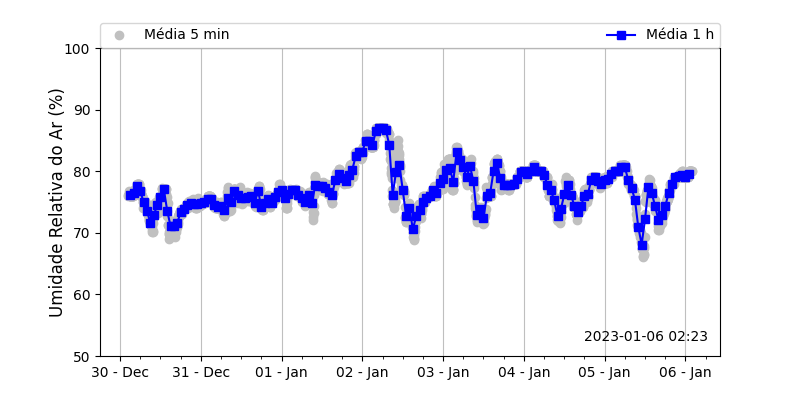 Média 5 min
Média 1 h
Umidade Relativa do Ar (%)
100
90
80
70
60
50
2023-01-06 02:23
30 - Dec
31 - Dec
01 - Jan
02 - Jan
03 - Jan
04 - Jan
05 - Jan
06 - Jan